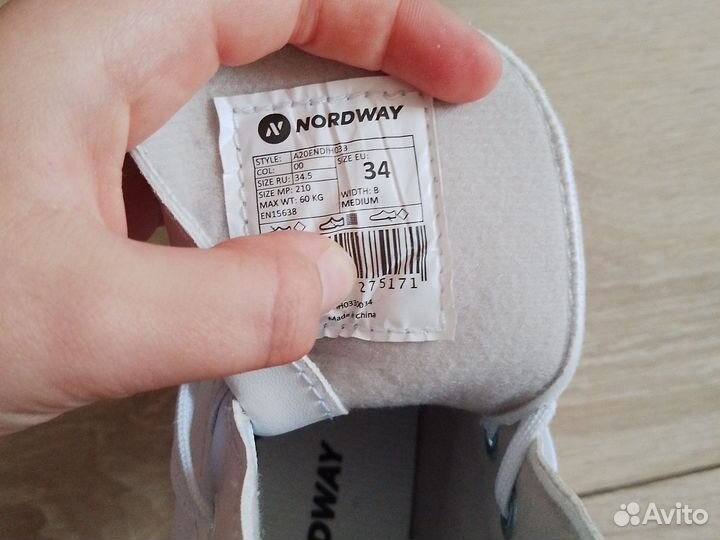 NORDWAY
STYLE: A20ENDIH033
COL: 00
SIZE RU: 34.5
SIZE MP: 210
MAX WT: 60 KG
EN15638
SIZE EU:
34
WIDTH: B
MEDIUM
275171
H0330034
Made in China
NORDWAY
Avito